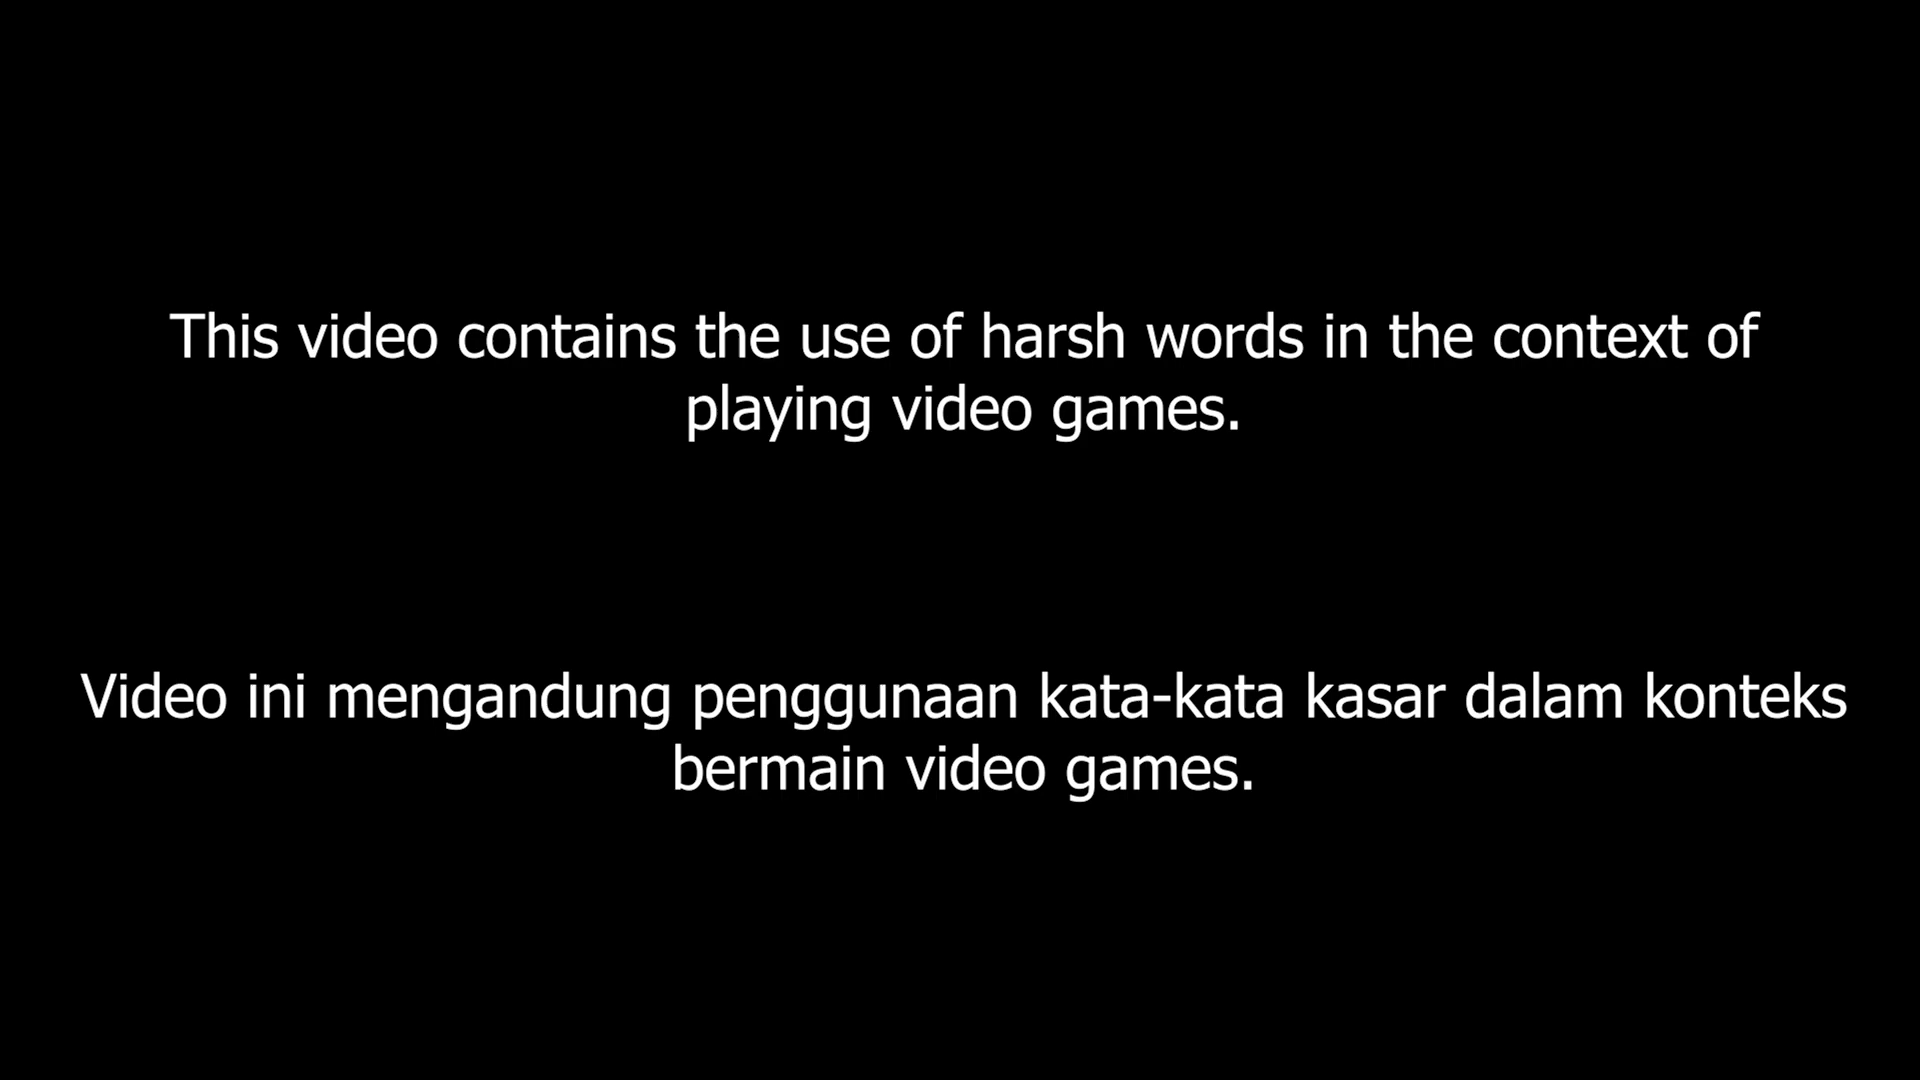 This video contains the use of harsh words in the context of
playing video games.
Video ini mengandung penggunaan kata-kata kasar dalam konteks
bermain video games.